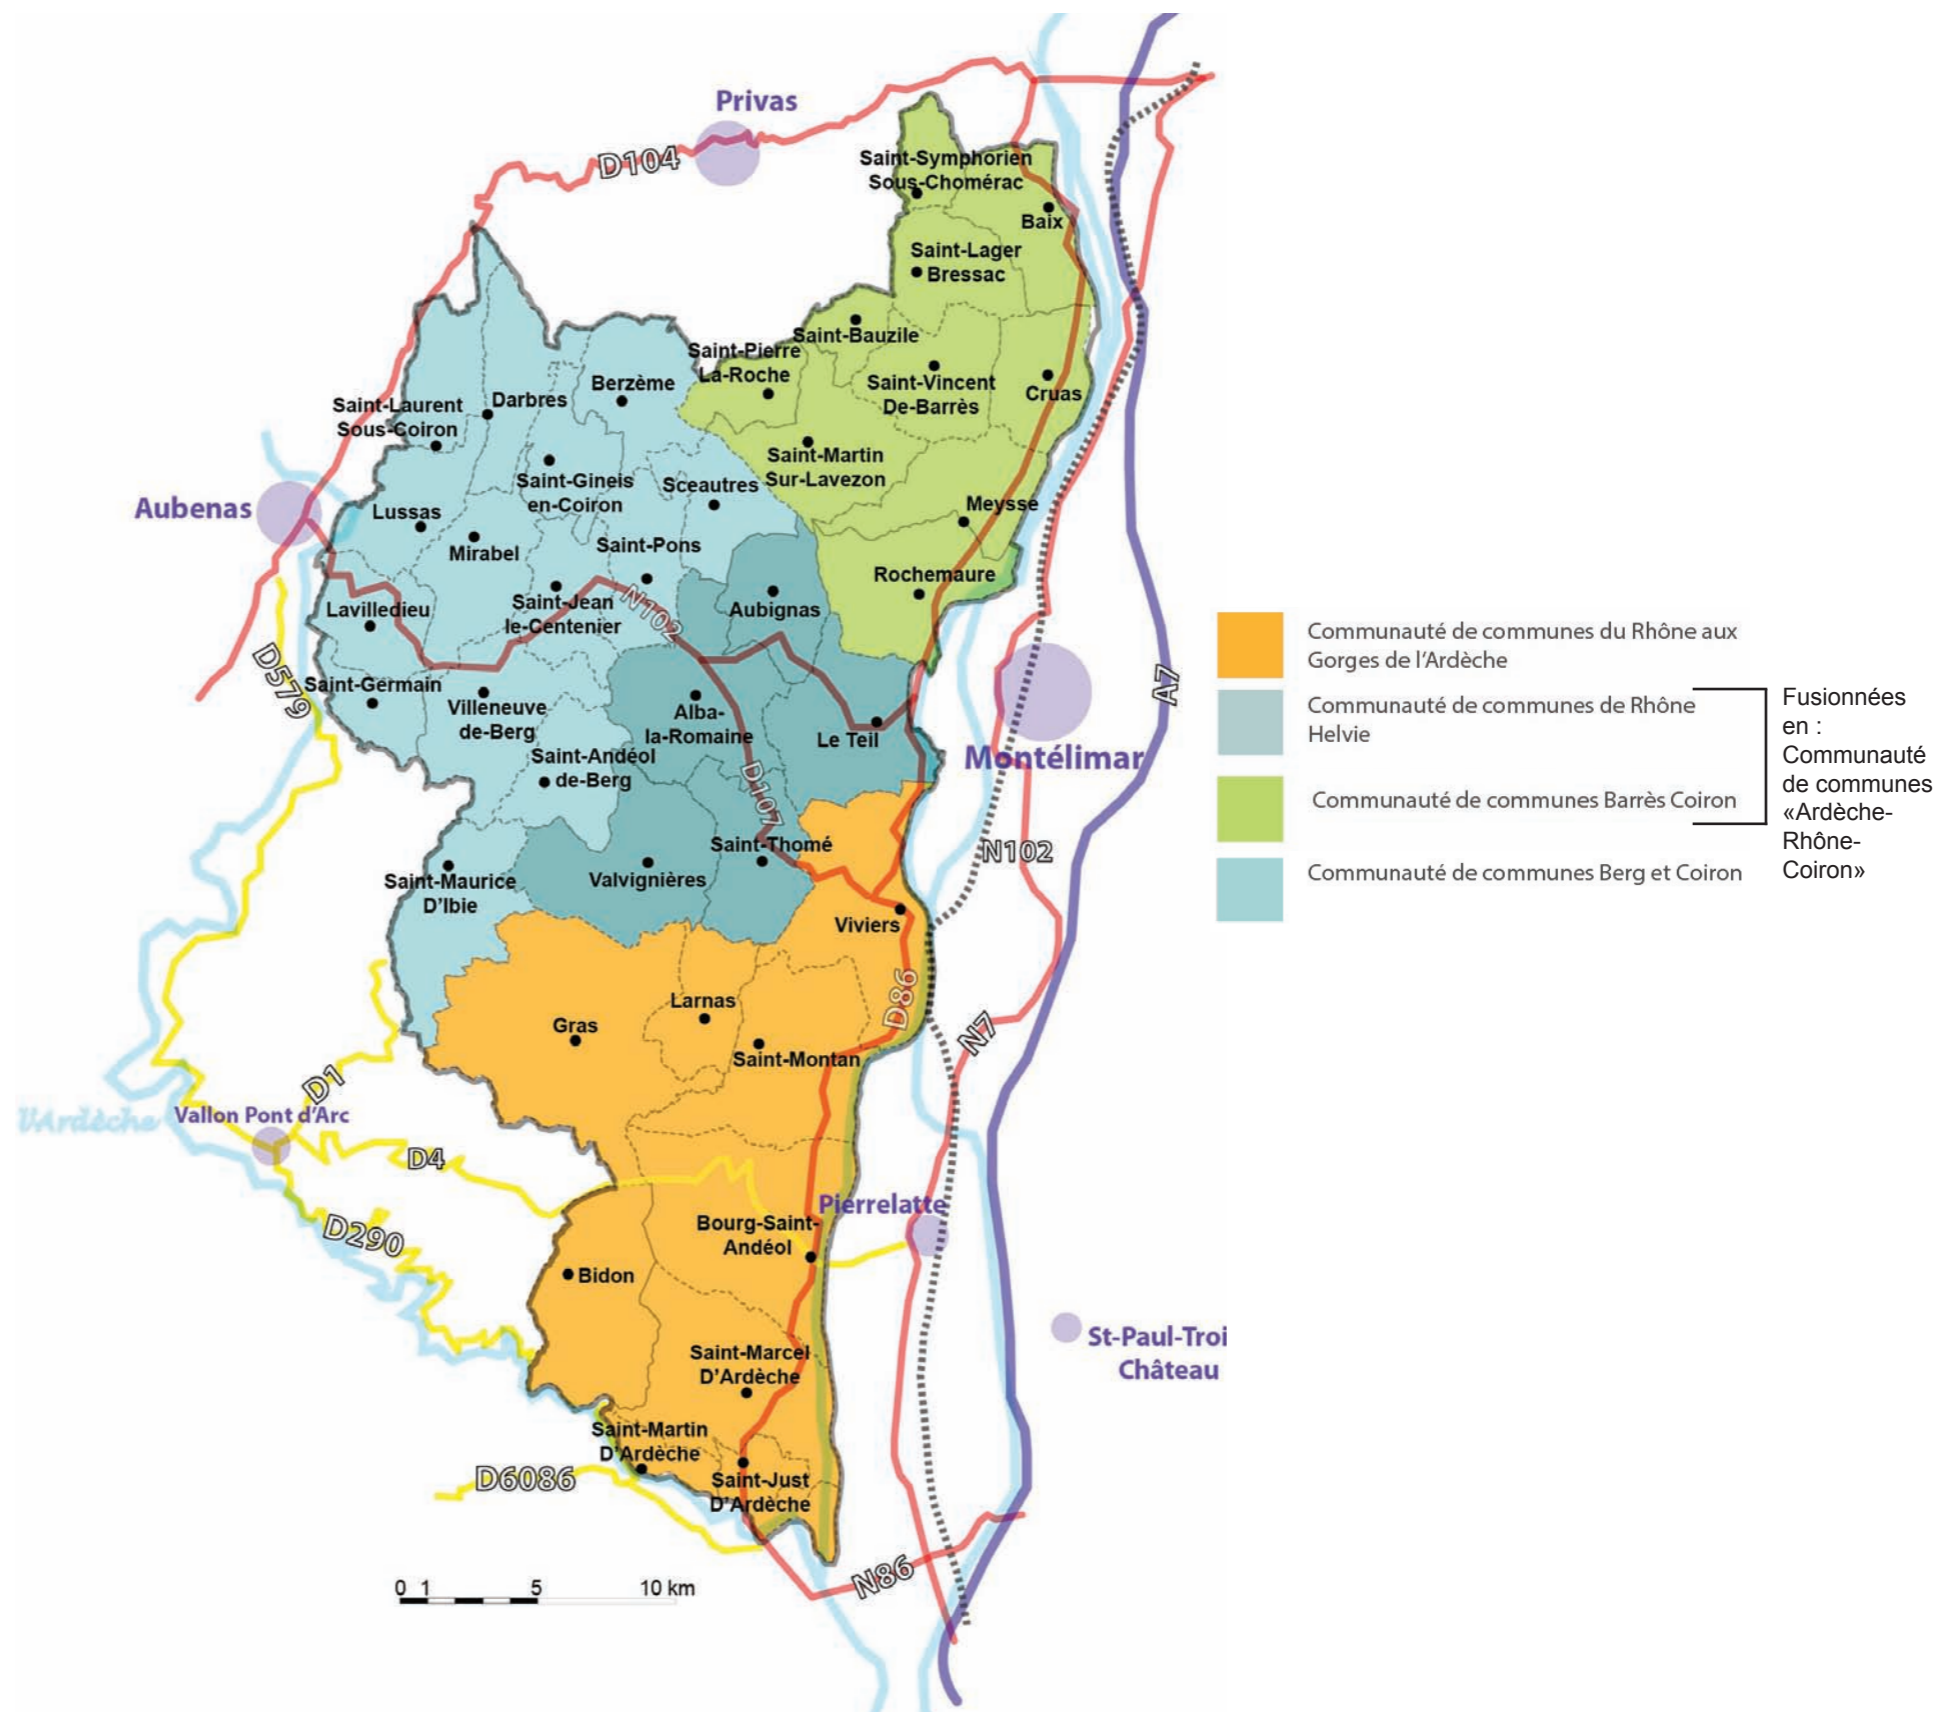 Privas
D104
Saint-Symphorien
Sous-Chomérac
Baix
Saint-Lager
Bressac
Saint-Bauzile
Saint-Pierre
La-Roche
Berzème
Saint-Vincent
De-Barrès
Cruas
Darbres
Saint-Laurent
Sous-Coiron
Saint-Martin
Sur-Lavezon
Saint-Gineis
en-Coiron
Sceautres
Aubenas
Lussas
Meysse
Mirabel
Saint-Pons
Rochemaure
Lavilledieu
Saint-Jean
le-Centenier
N102
Aubignas
D579
Saint-Germain
Villeneuve
de-Berg
Alba-
la-Romaine
Le Teil
A7
Montélimar
Saint-Andéol
de-Berg
D107
Saint-Thomé
N102
Saint-Maurice
D'Ibie
Valvignières
Viviers
D86
Larnas
Gras
Saint-Montan
N7
D1
l'Ardèche
Vallon Pont d'Arc
D4
Pierrelatte
D290
Bourg-Saint-
Andéol
Bidon
St-Paul-Troi
Château
Saint-Marcel
D'Ardèche
Saint-Martin
D'Ardèche
D6086
Saint-Just
D'Ardèche
N86
0 1 5 10 km
Communauté de communes du Rhône aux
Gorges de l'Ardèche
Communauté de communes de Rhône
Helvie
Communauté de communes Barrès Coiron
Communauté de communes Berg et Coiron
Fusionnées
en :
Communauté
de communes
«Ardèche-
Rhône-
Coiron»